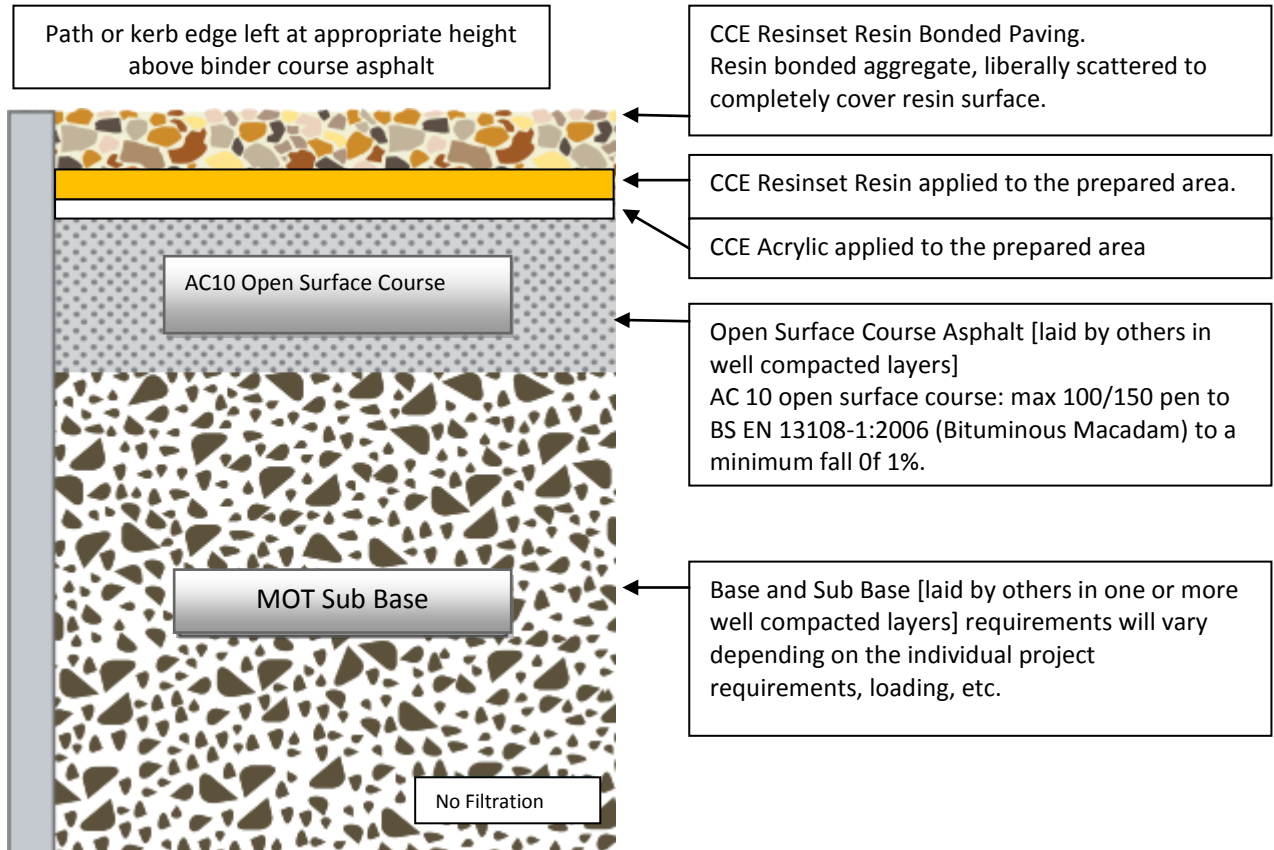 Path or kerb edge left at appropriate height
above binder course asphalt
CCE Resinset Resin Bonded Paving.
Resin bonded aggregate, liberally scattered to
completely cover resin surface.
CCE Resinset Resin applied to the prepared area.
CCE Acrylic applied to the prepared area
AC10 Open Surface Course
Open Surface Course Asphalt [laid by others in
well compacted layers]
AC 10 open surface course: max 100/150 pen to
BS EN 13108-1:2006 (Bituminous Macadam) to a
minimum fall 0f 1%.
MOT Sub Base
Base and Sub Base [laid by others in one or more
well compacted layers] requirements will vary
depending on the individual project
requirements, loading, etc.
No Filtration